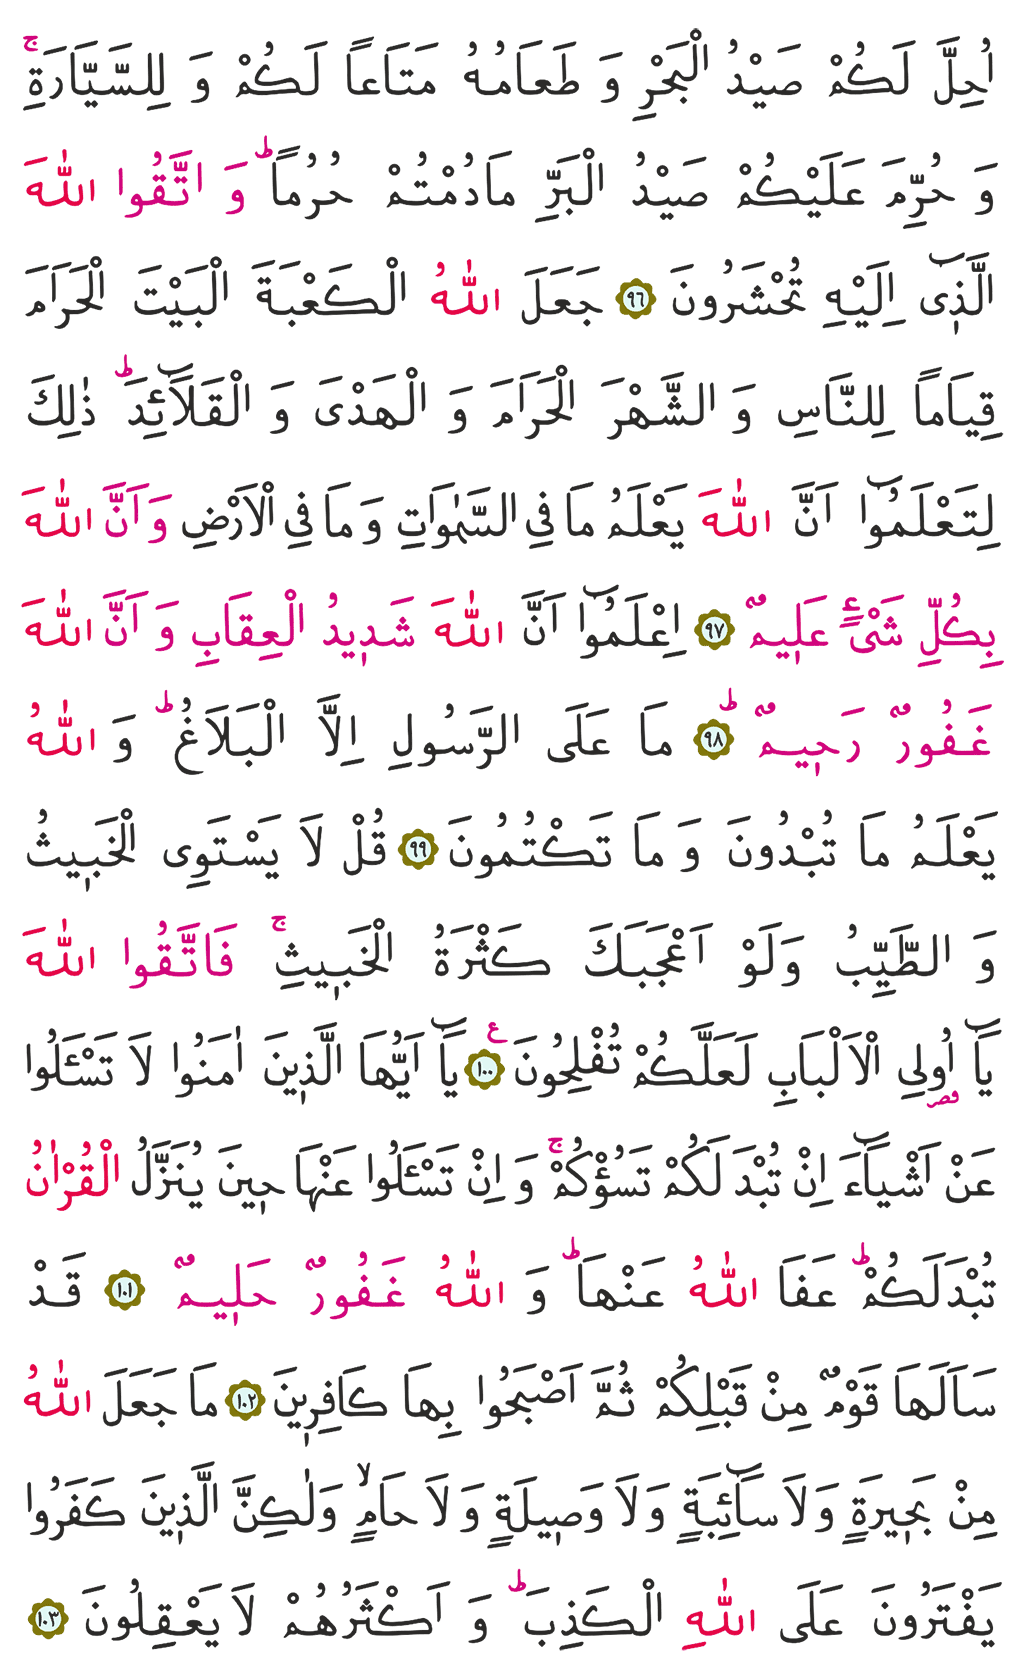 اُحِلَّ لَكُمْ صَيْدُ الْبَحْرِ وَ طَعَامُهُ مَتَاعاً لَكُمْ وَ لِلسَّيَّارَةِۚ
وَ حُرِّمَ عَلَيْكُمْ صَيْدُ الْبَرِّ مَادُمْتُمْ حُرُماًؕ وَ اتَّقُوا اللّٰهَ
الَّذ۪ٓى اِلَيْهِ تُحْشَرُونَ ﴿٩٦﴾ جَعَلَ اللّٰهُ الْكَعْبَةَ الْبَيْتَ الْحَرَامَ
قِيَاماً لِلنَّاسِ وَ الشَّهْرَ الْحَرَامَ وَ الْهَدْىَ وَ الْقَلَٓائِدَؕ ذٰلِكَ
لِتَعْلَمُٓوا اَنَّ اللّٰهَ يَعْلَمُ مَا فِى السَّمٰوَاتِ وَ مَا فِى الْاَرْضِ وَ اَنَّ اللّٰهَ
بِكُلِّ شَىْءٍ عَل۪يمٌ ﴿٩٧﴾ اِعْلَمُٓوا اَنَّ اللّٰهَ شَد۪يدُ الْعِقَابِ وَ اَنَّ اللّٰهَ
غَفُورٌ رَح۪يمٌؕ ﴿٩٨﴾ مَا عَلَى الرَّسُولِ اِلَّا الْبَلَاغُؕ وَ اللّٰهُ
يَعْلَمُ مَا تُبْدُونَ وَ مَا تَكْتُمُونَ ﴿٩٩﴾ قُلْ لَا يَسْتَوِى الْخَب۪يثُ
وَ الطَّيِّبُ وَلَوْ اَعْجَبَكَ كَثْرَةُ الْخَب۪يثِۚ فَاتَّقُوا اللّٰهَ
يَٓا اُو۬لِى الْاَلْبَابِ لَعَلَّكُمْ تُفْلِحُونَ ﴿١٠٠﴾ع يَٓا اَيُّهَا الَّذ۪ينَ اٰمَنُوا لَا تَسْـَٔلُوا
عَنْ اَشْيَٓاءَ اِنْ تُبْدَ لَكُمْ تَسُؤْكُمْۚ وَ اِنْ تَسْـَٔلُوا عَنْهَا ح۪ينَ يُنَزَّلُ الْقُرْاٰنُ
تُبْدَلَكُمْؕ عَفَا اللّٰهُ عَنْهَاؕ وَ اللّٰهُ غَفُورٌ حَل۪يمٌ ﴿١٠١﴾ قَدْ
سَاَلَهَا قَوْمٌ مِنْ قَبْلِكُمْ ثُمَّ اَصْبَحُوا بِهَا كَافِر۪ينَ ﴿١٠٢﴾ مَا جَعَلَ اللّٰهُ
مِنْ بَح۪يرَةٍ وَلَا سَٓائِبَةٍ وَلَا وَص۪يلَةٍ وَلَا حَامٍۙ وَلٰكِنَّ الَّذ۪ينَ كَفَرُوا
يَفْتَرُونَ عَلَى اللّٰهِ الْكَذِبَؕ وَ اَكْثَرُهُمْ لَا يَعْقِلُونَ ﴿١٠٣﴾